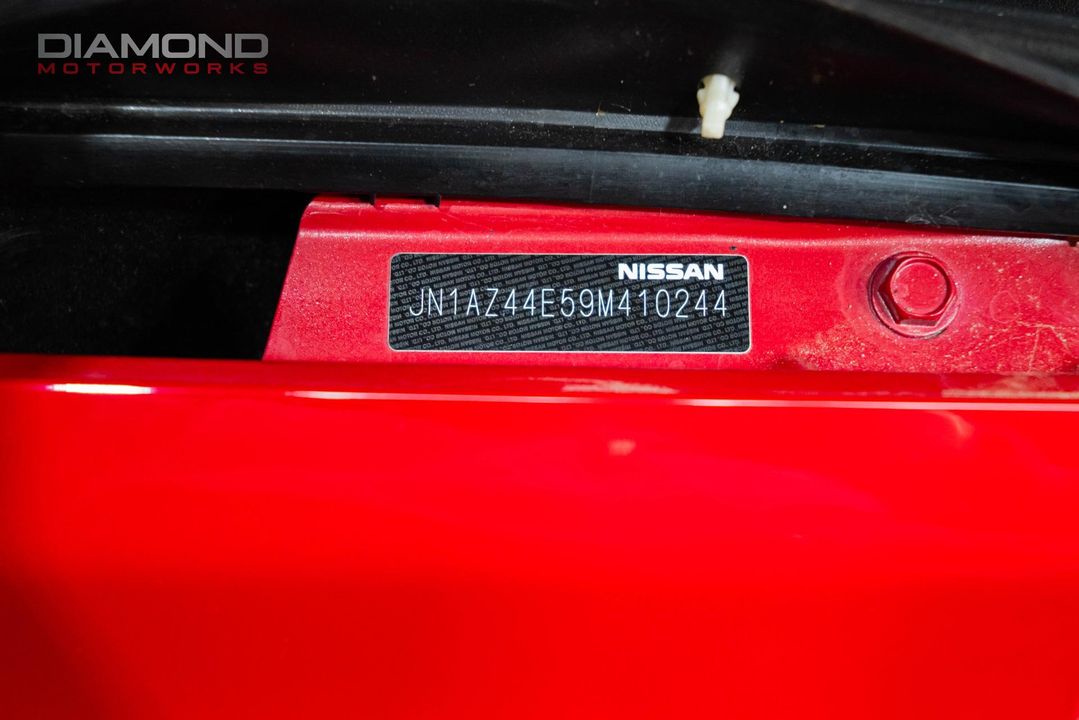 DIAMOND
MOTORWORKS
NISSAN
JN1AZ44E59M410244